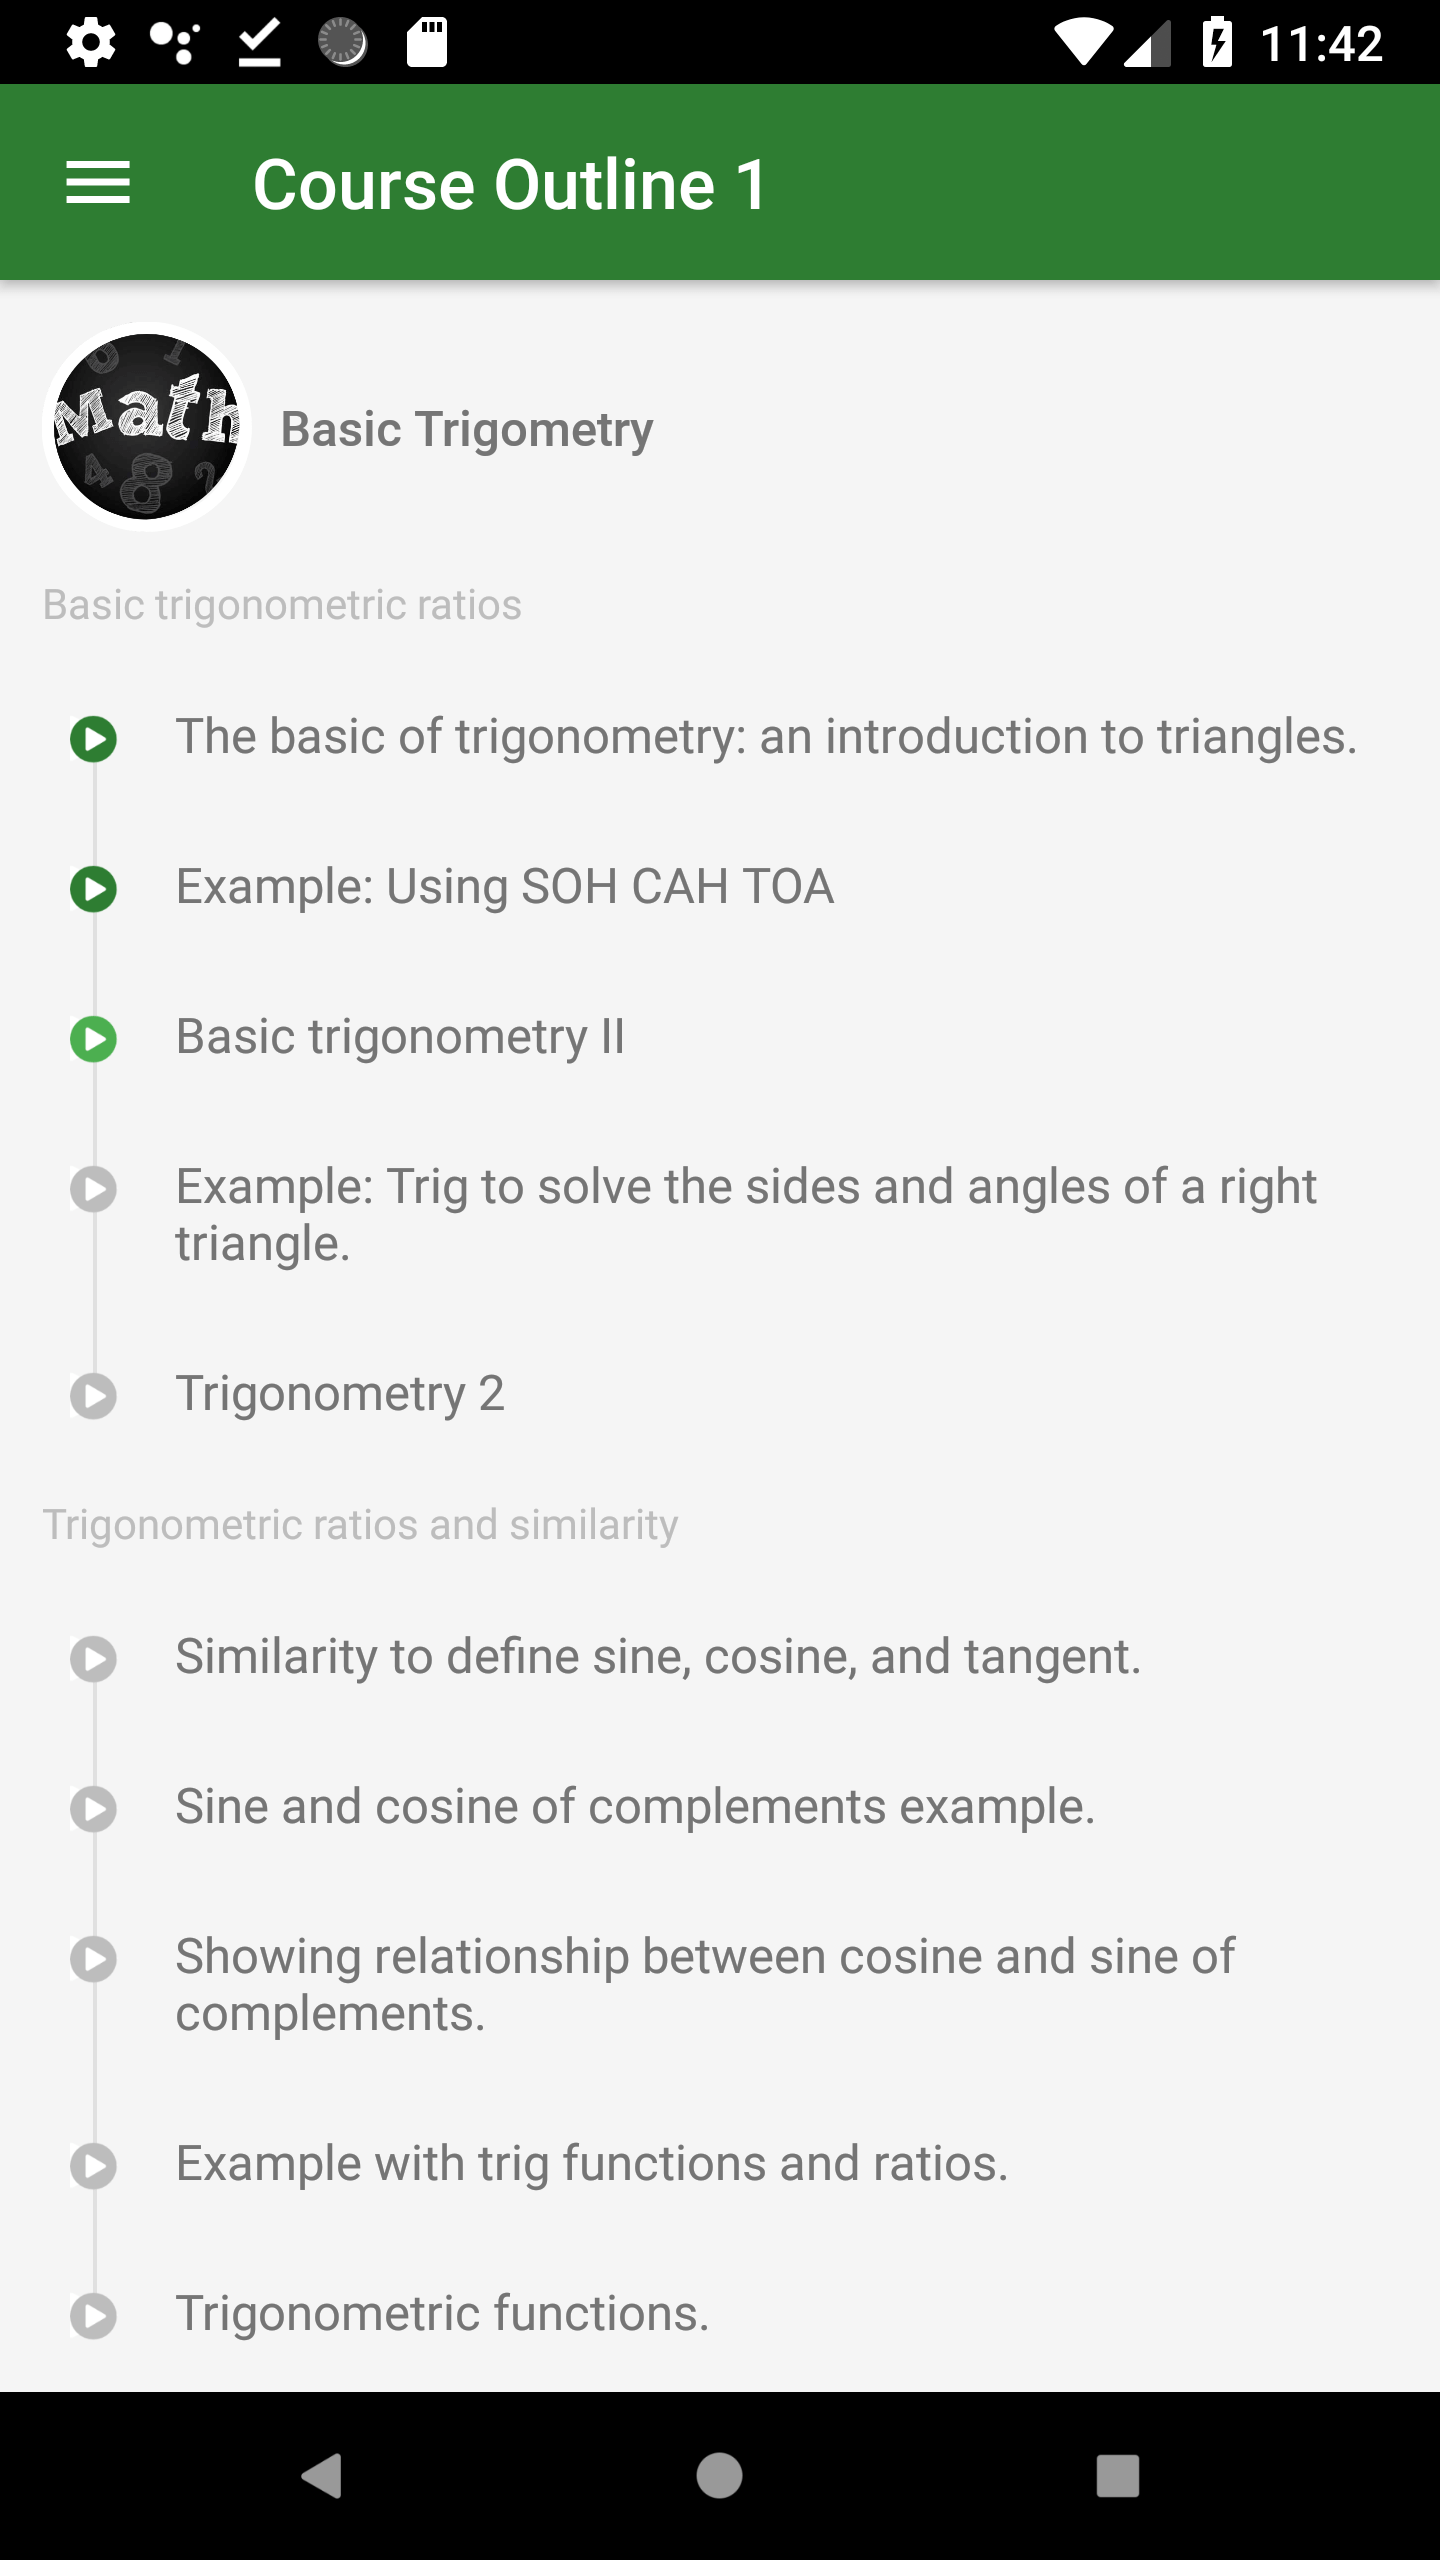 11:42
Course Outline 1
Math
Basic Trigometry
Basic trigonometric ratios
The basic of trigonometry: an introduction to triangles.
Example: Using SOH CAH TOA
Basic trigonometry II
Example: Trig to solve the sides and angles of a right
triangle.
Trigonometry 2
Trigonometric ratios and similarity
Similarity to define sine, cosine, and tangent.
Sine and cosine of complements example.
Showing relationship between cosine and sine of
complements.
Example with trig functions and ratios.
Trigonometric functions.